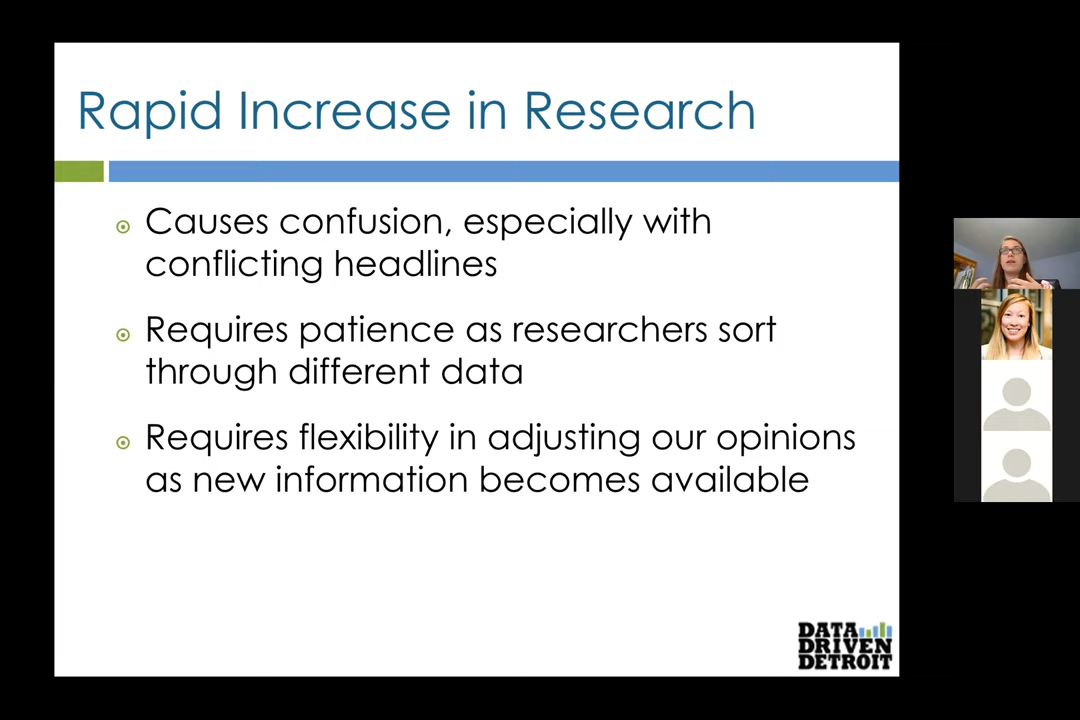 Rapid Increase in Research
Causes confusion, especially with
conflicting headlines
Requires patience as researchers sort
through different data
Requires flexibility in adjusting our opinions
as new information becomes available
DATA
DRIVEN
DETROIT